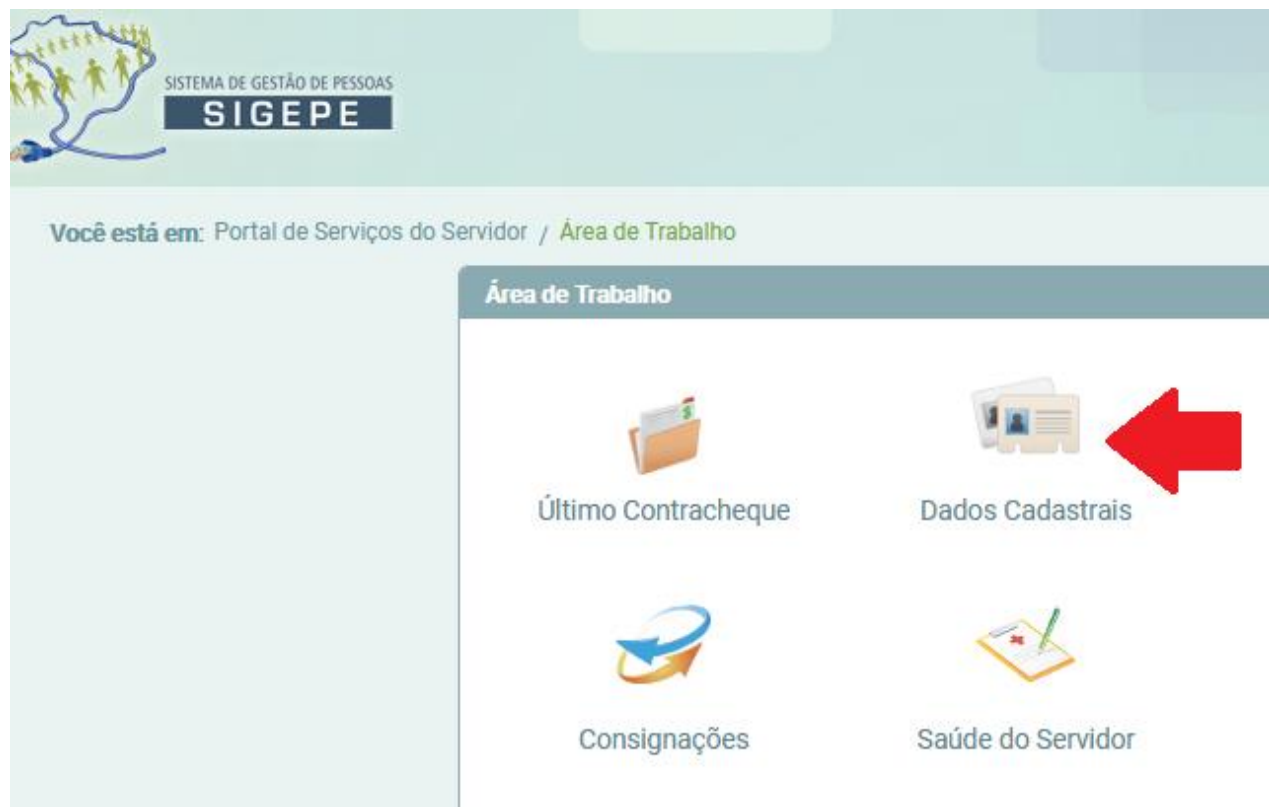 SISTEMA DE GESTÃO DE PESSOAS
SIGEPE
Você está em: Portal de Serviços do Servidor / Área de Trabalho
Área de Trabalho
Último Contracheque
Dados Cadastrais
Consignações
Saúde do Servidor